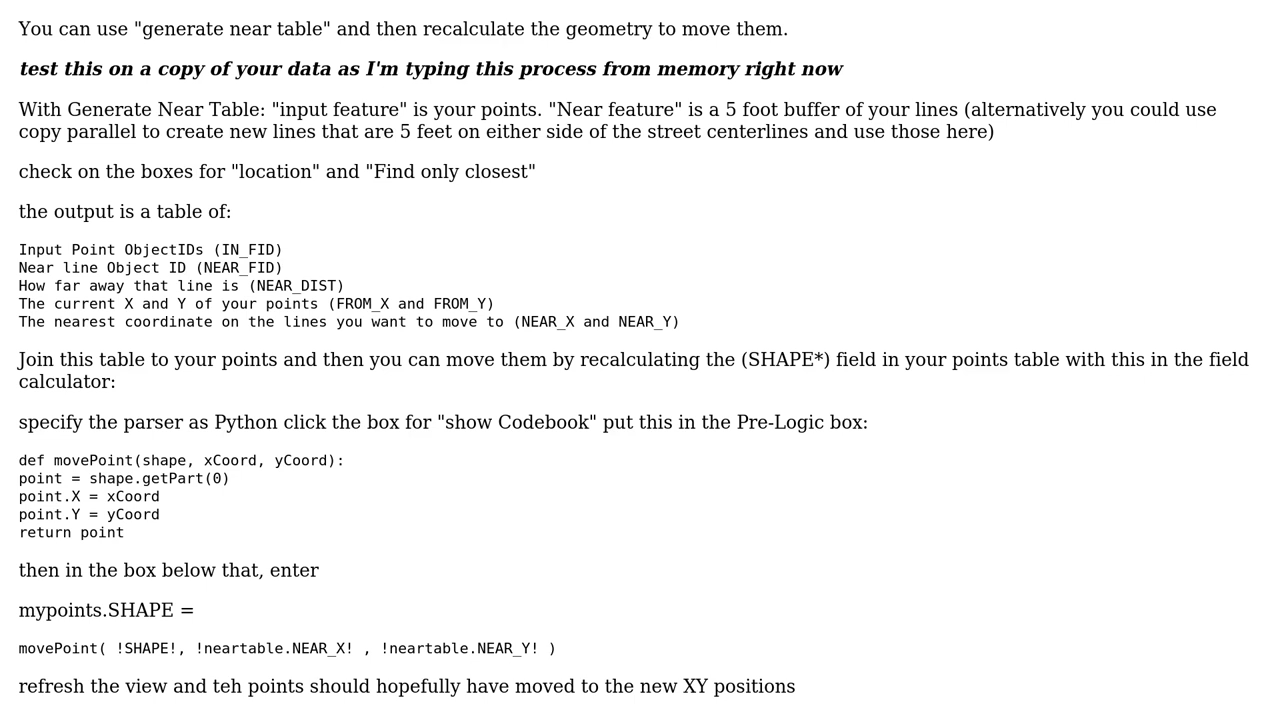 You can use "generate near table" and then recalculate the geometry to move them.
test this on a copy of your data as I'm typing this process from memory right now
With Generate Near Table: "input feature" is your points. "Near feature" is a 5 foot buffer of your lines (alternatively you could use
copy parallel to create new lines that are 5 feet on either side of the street centerlines and use those here)
check on the boxes for "location" and "Find only closest"
the output is a table of:
Input Point ObjectIDs (IN_FID)
Near line Object ID (NEAR_FID)
How far away that line is (NEAR_DIST)
The current X and Y of your points (FROM_X and FROM_Y)
The nearest coordinate on the lines you want to move to (NEAR_X and NEAR_Y)
Join this table to your points and then you can move them by recalculating the (SHAPE*) field in your points table with this in the field
calculator:
specify the parser as Python click the box for "show Codebook" put this in the Pre-Logic box:
def movePoint(shape, xCoord, yCoord):
point = shape.getPart(0)
point.X = xCoord
point.Y = yCoord
return point
then in the box below that, enter
mypoints.SHAPE =
movePoint( !SHAPE!, !neartable.NEAR_X! , !neartable.NEAR_Y! )
refresh the view and teh points should hopefully have moved to the new XY positions